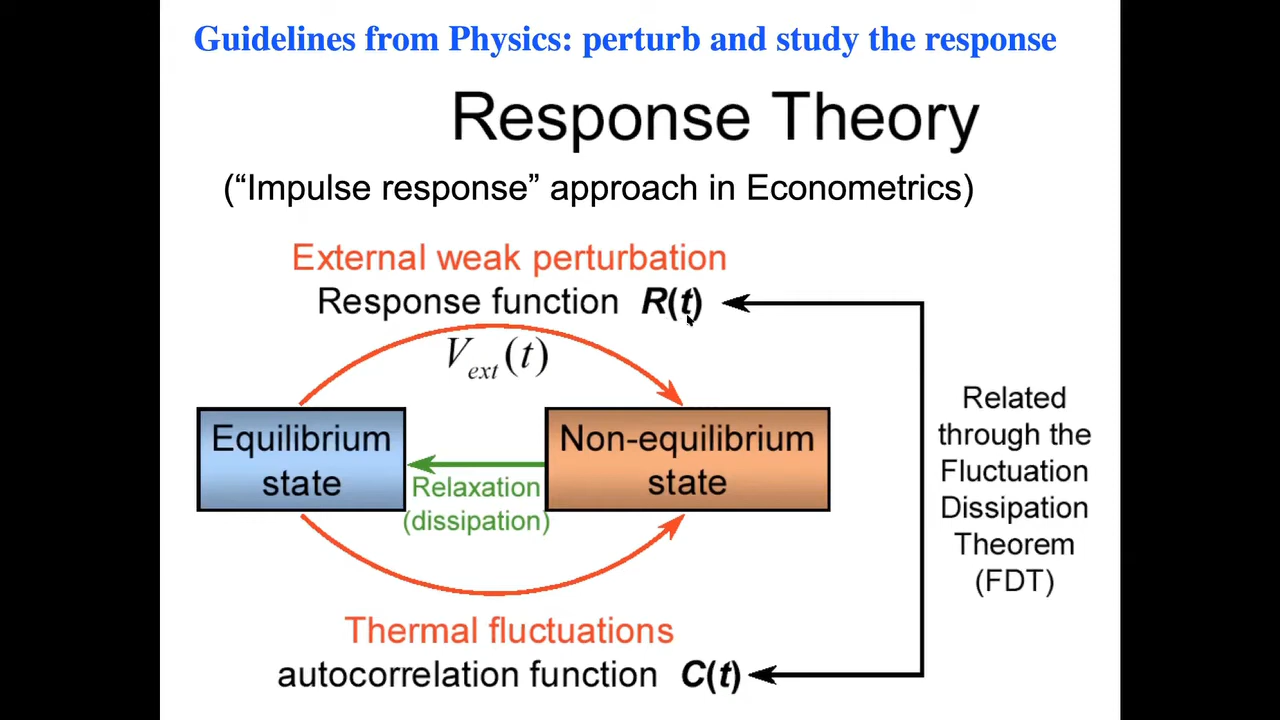 Guidelines from Physics: perturb and study the response
Response Theory
(“Impulse response” approach in Econometrics)
External weak perturbation
Response function R(t)
V_ext (t)
Equilibrium
state
Non-equilibrium
state
Relaxation
(dissipation)
Thermal fluctuations
autocorrelation function C(t)
Related
through the
Fluctuation
Dissipation
Theorem
(FDT)